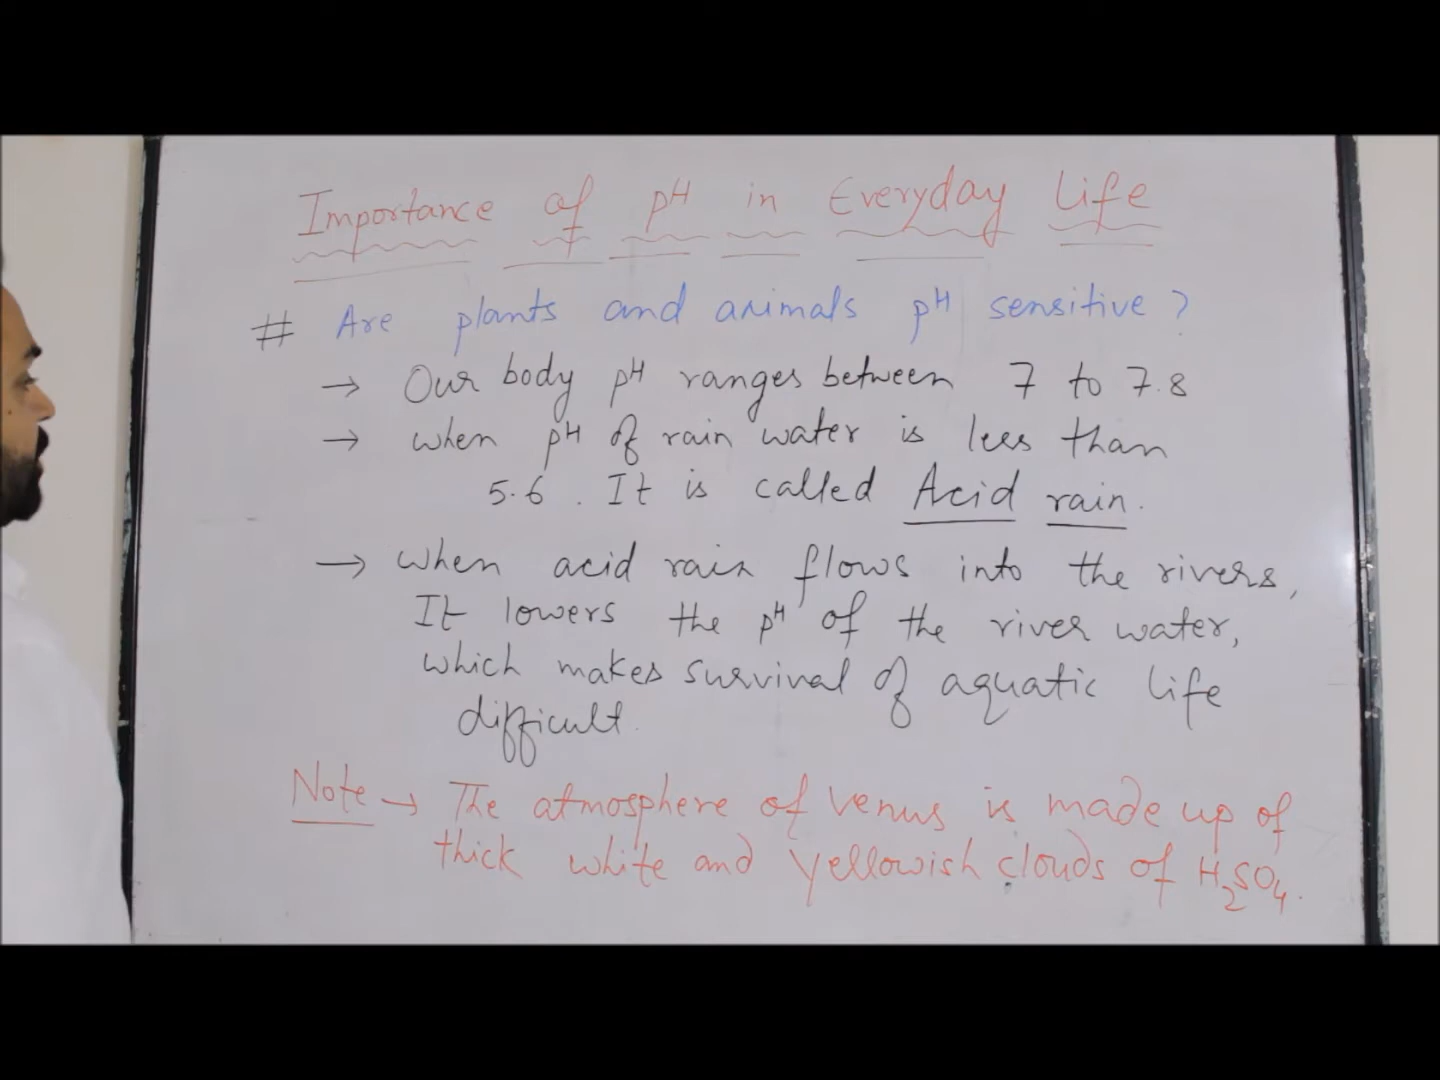 Importance of pH in Everyday Life
# Are plants and animals pH sensitive?
→ Our body pH ranges between 7 to 7.8
→ when pH of rain water is less than
5.6. It is called Acid rain.
→ when acid rain flows into the rivers,
It lowers the pH of the river water,
which makes survival of aquatic life
difficult.
Note → The atmosphere of venus is made up of
thick white and yellowish clouds of H₂SO₄.